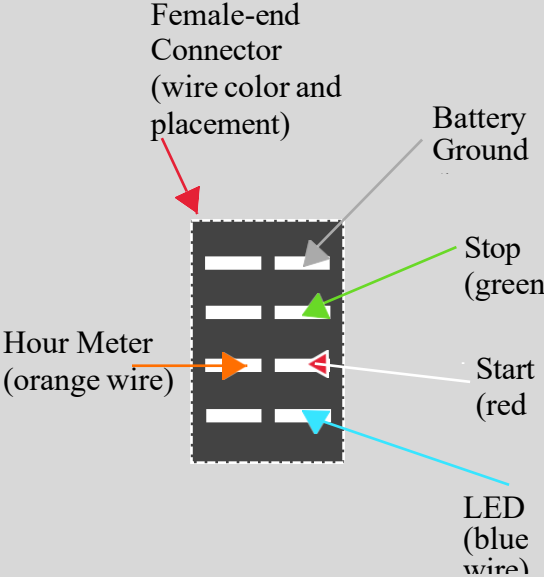 Female-end
Connector
(wire color and
placement)
Battery
Ground
Stop
(green
Hour Meter
(orange wire)
Start
(red
LED
(blue
wire)